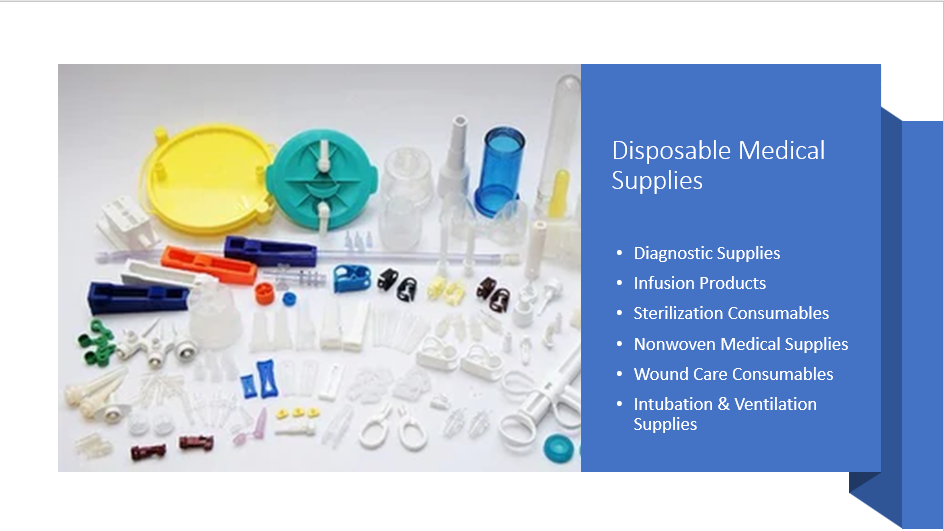 Disposable Medical
Supplies
• Diagnostic Supplies
• Infusion Products
• Sterilization Consumables
• Nonwoven Medical Supplies
• Wound Care Consumables
• Intubation & Ventilation
Supplies